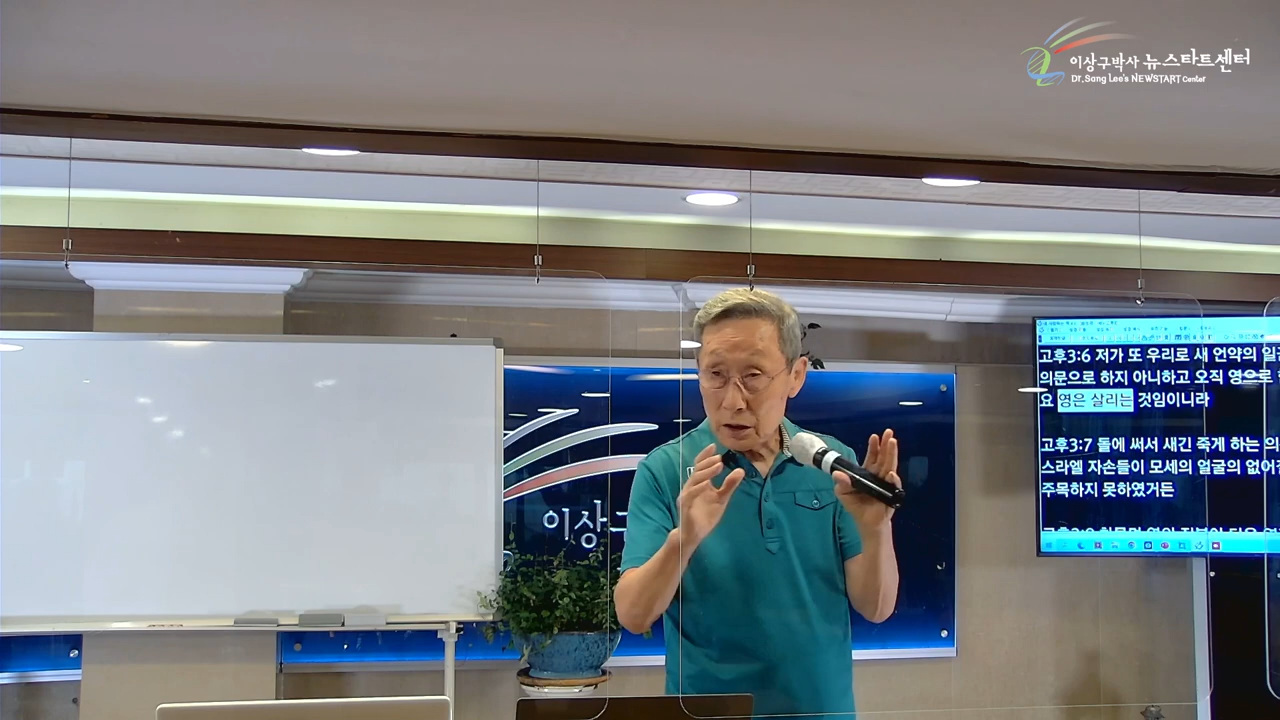 이상구박사 뉴스타트센터
Dr. Sang Lee's NEWSTART Center
고후3:6 저가 또 우리로 새 언약의 일
의문으로 하지 아니하고 오직 영으로
요 영은 살리는 것임이니라
고후3:7 돌에 써서 새긴 죽게 하는 의
스라엘 자손들이 모세의 얼굴의 없어
주목하지 못하였거든
이상